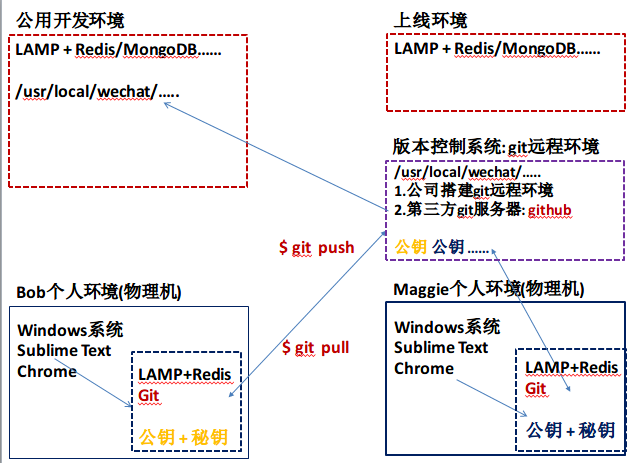 公用开发环境
LAMP + Redis/MongoDB……
/usr/local/wechat/…..
上线环境
LAMP + Redis/MongoDB……
版本控制系统:git远程环境
/usr/local/wechat/…..
1.公司搭建git远程环境
2.第三方git服务器: github
公钥 公钥……
$ git push
$ git pull
Bob个人环境(物理机)
Windows系统
Sublime Text
Chrome
LAMP+Redis
Git
公钥 + 秘钥
Maggie个人环境(物理机)
Windows系统
Sublime Text
Chrome
LAMP+Redis
Git
公钥 + 秘钥